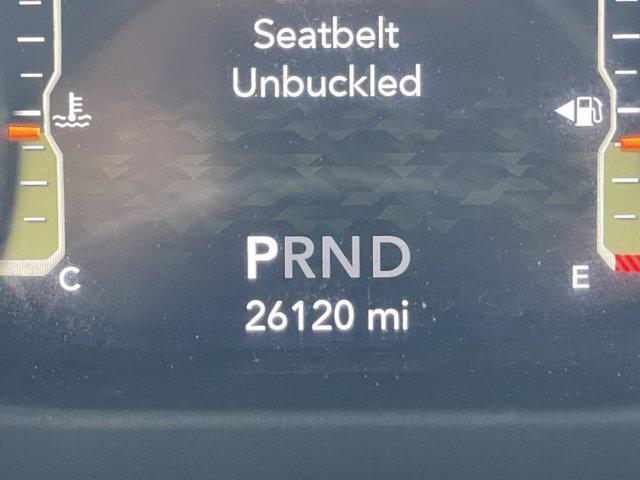 Seatbelt
Unbuckled
C
E
PRND
26120 mi